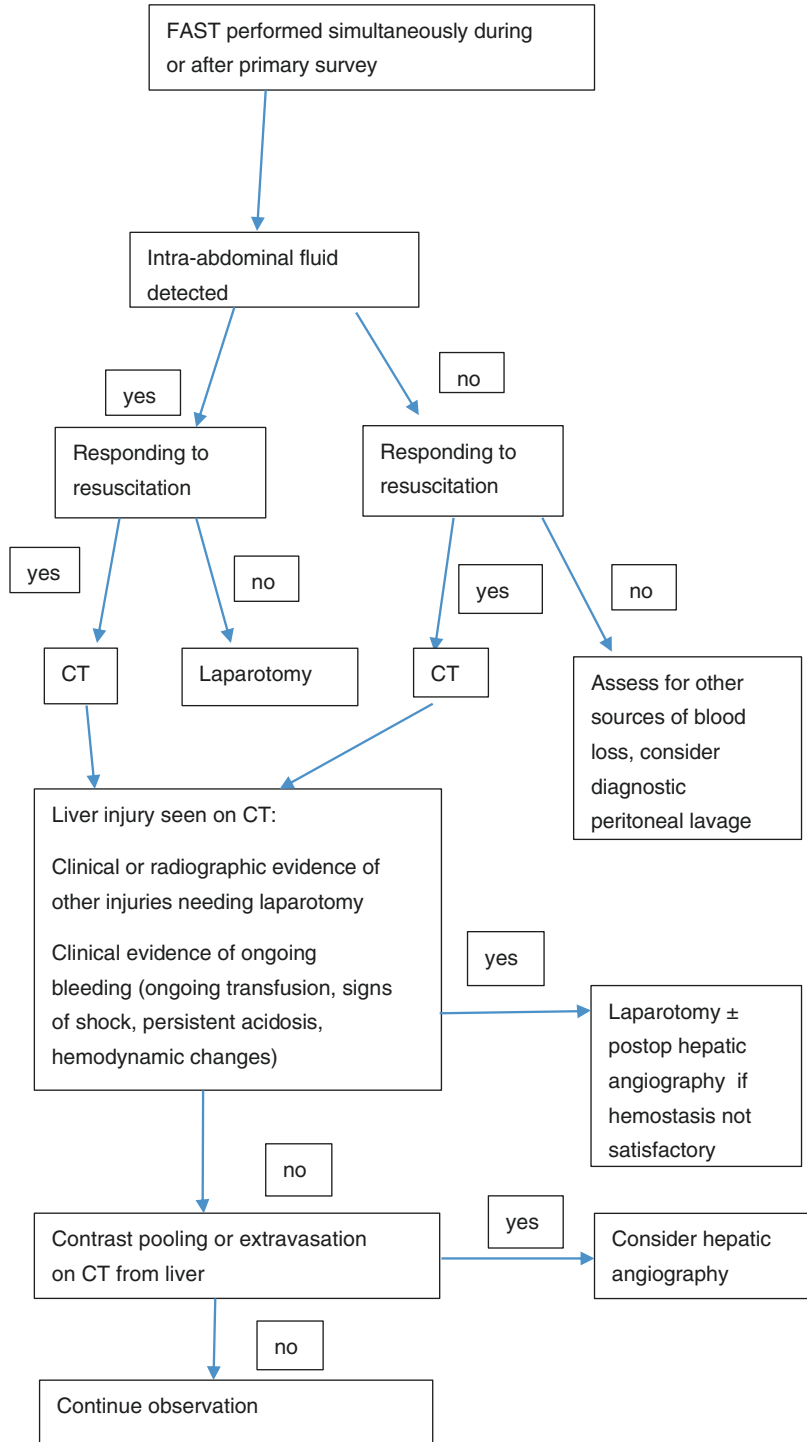 FAST performed simultaneously during
or after primary survey
Intra-abdominal fluid
detected
yes
no
Responding to
resuscitation
Responding to
resuscitation
yes
no
yes
no
CT
Laparotomy
CT
Assess for other
sources of blood
loss, consider
diagnostic
peritoneal lavage
Liver injury seen on CT:
Clinical or radiographic evidence of
other injuries needing laparotomy
Clinical evidence of ongoing
bleeding (ongoing transfusion, signs
of shock, persistent acidosis,
hemodynamic changes)
yes
Laparotomy ±
postop hepatic
angiography if
hemostasis not
satisfactory
no
Contrast pooling or extravasation
on CT from liver
yes
Consider hepatic
angiography
no
Continue observation